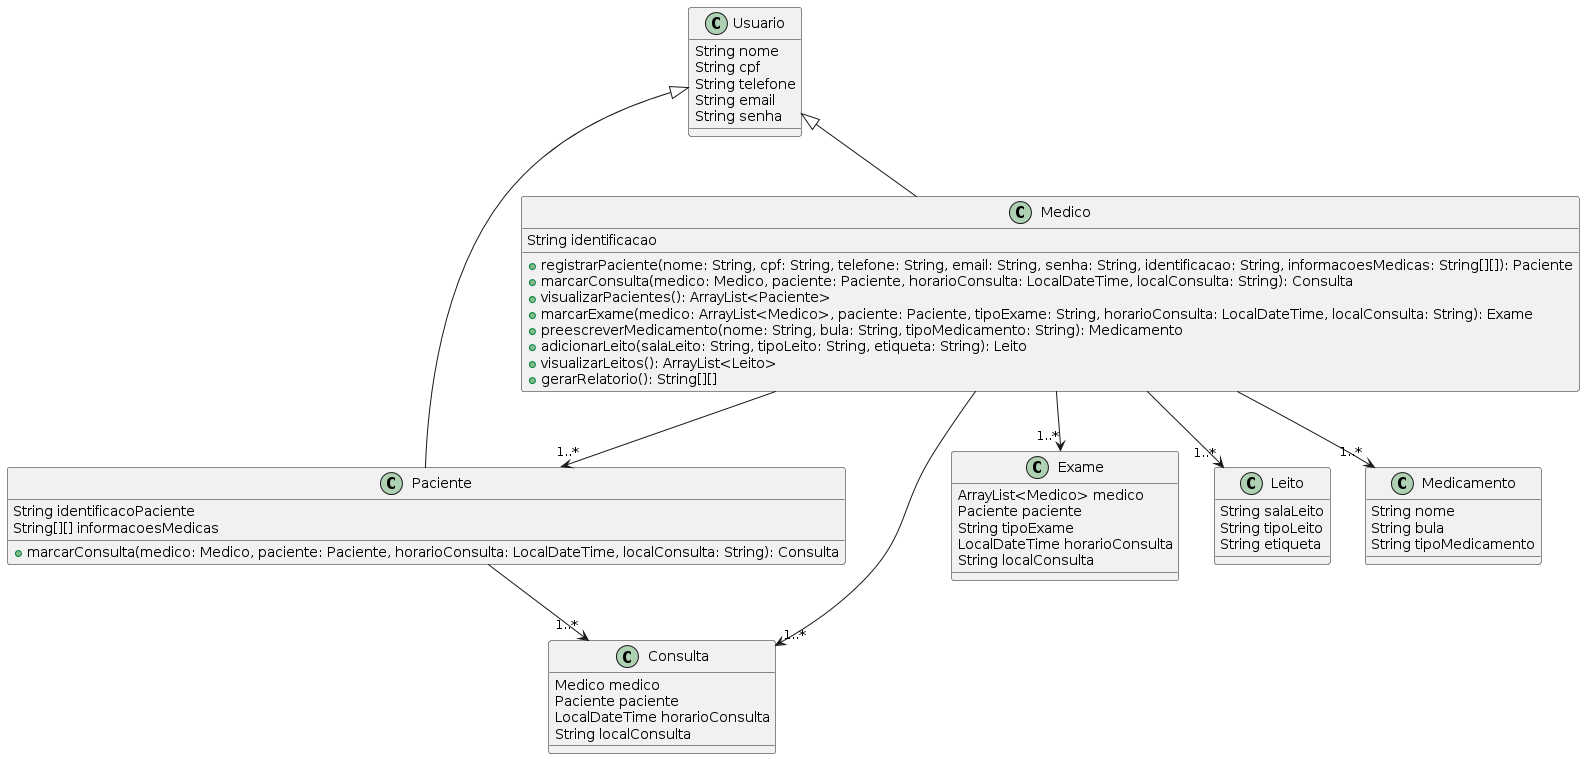 C Usuario
String nome
String cpf
String telefone
String email
String senha
C Medico
String identificacao
registrarPaciente(nome: String, cpf: String, telefone: String, email: String, senha: String, identificacao: String, informacoesMedicas: String[][]): Paciente
marcarConsulta(medico: Medico, paciente: Paciente, horarioConsulta: LocalDateTime, localConsulta: String): Consulta
visualizarPacientes(): ArrayList<Paciente>
marcarExame(medico: ArrayList<Medico>, paciente: Paciente, tipoExame: String, horarioConsulta: LocalDateTime, localConsulta: String): Exame
preescreverMedicamento(nome: String, bula: String, tipoMedicamento: String): Medicamento
adicionarLeito(salaLeito: String, tipoLeito: String, etiqueta: String): Leito
visualizarLeitos(): ArrayList<Leito>
gerarRelatorio(): String[][]
1..*
1..*
1..*
1..*
C Paciente
String identificacoPaciente
String[][] informacoesMedicas
marcarConsulta(medico: Medico, paciente: Paciente, horarioConsulta: LocalDateTime, localConsulta: String): Consulta
C Exame
ArrayList<Medico> medico
Paciente paciente
String tipoExame
LocalDateTime horarioConsulta
String localConsulta
C Leito
String salaLeito
String tipoLeito
String etiqueta
C Medicamento
String nome
String bula
String tipoMedicamento
1..*
1..*
C Consulta
Medico medico
Paciente paciente
LocalDateTime horarioConsulta
String localConsulta